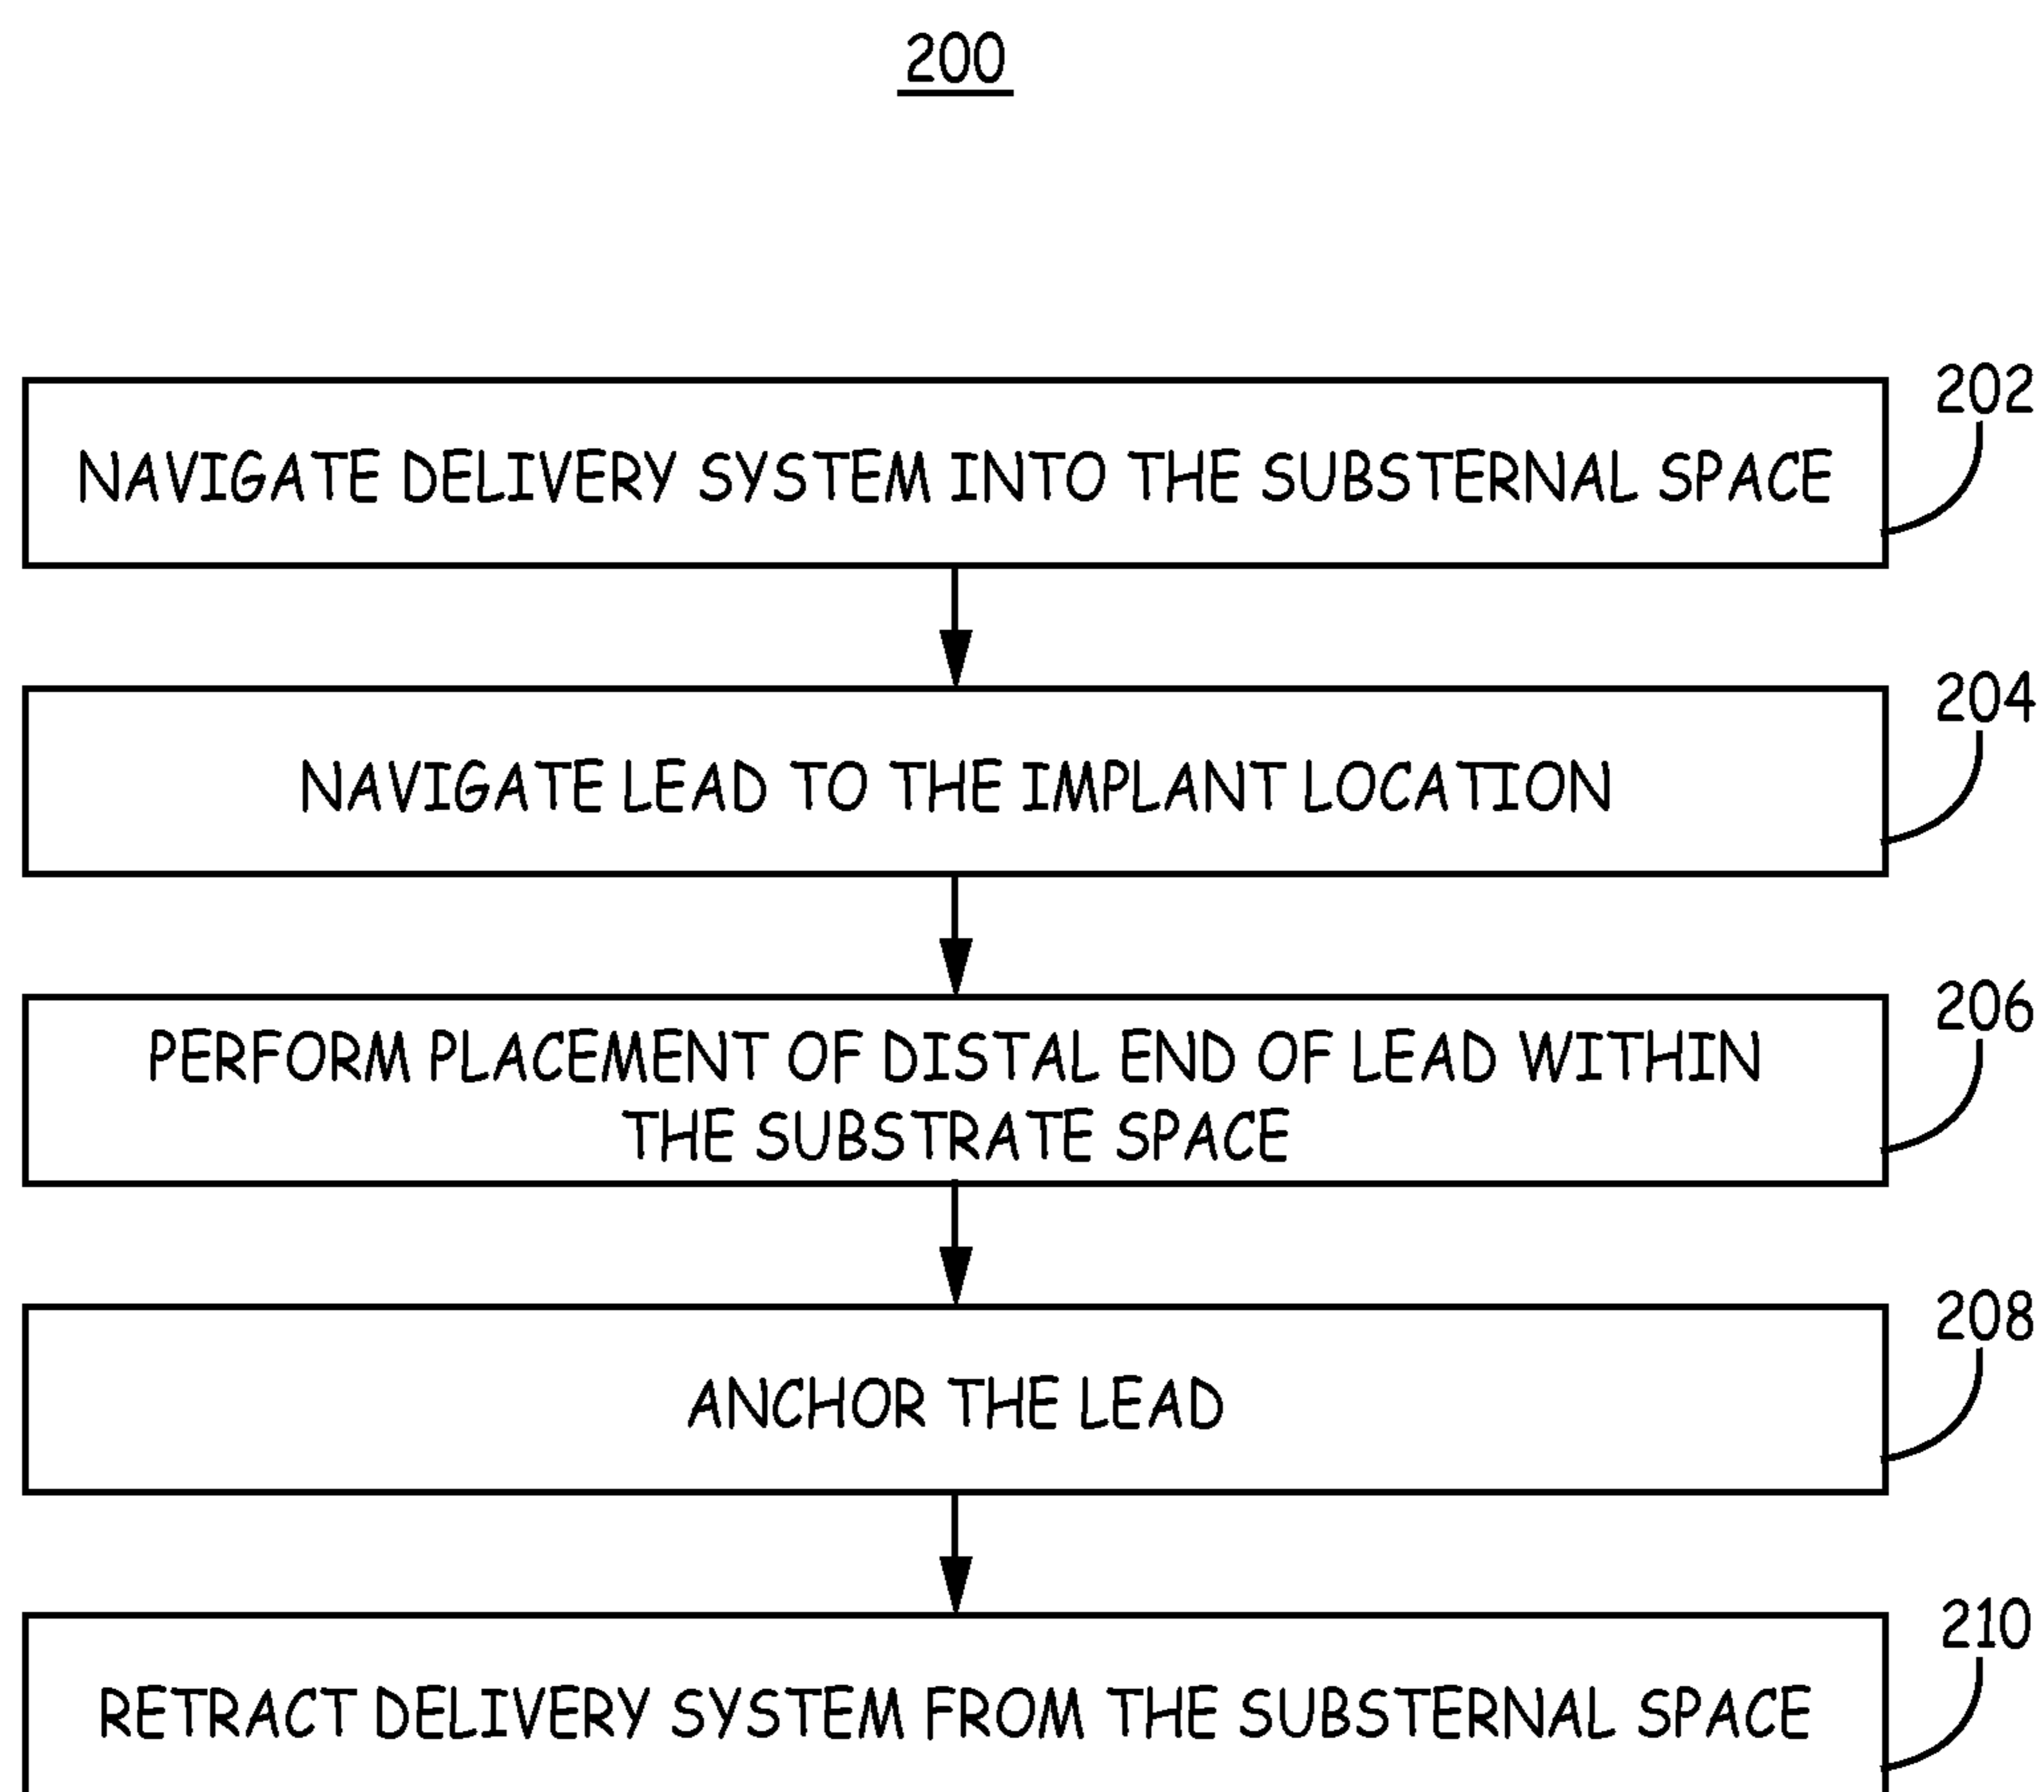 200
202
NAVIGATE DELIVERY SYSTEM INTO THE SUBSTERNAL SPACE
204
NAVIGATE LEAD TO THE IMPLANT LOCATION
206
PERFORM PLACEMENT OF DISTAL END OF LEAD WITHIN
THE SUBSTRATE SPACE
208
ANCHOR THE LEAD
210
RETRACT DELIVERY SYSTEM FROM THE SUBSTERNAL SPACE